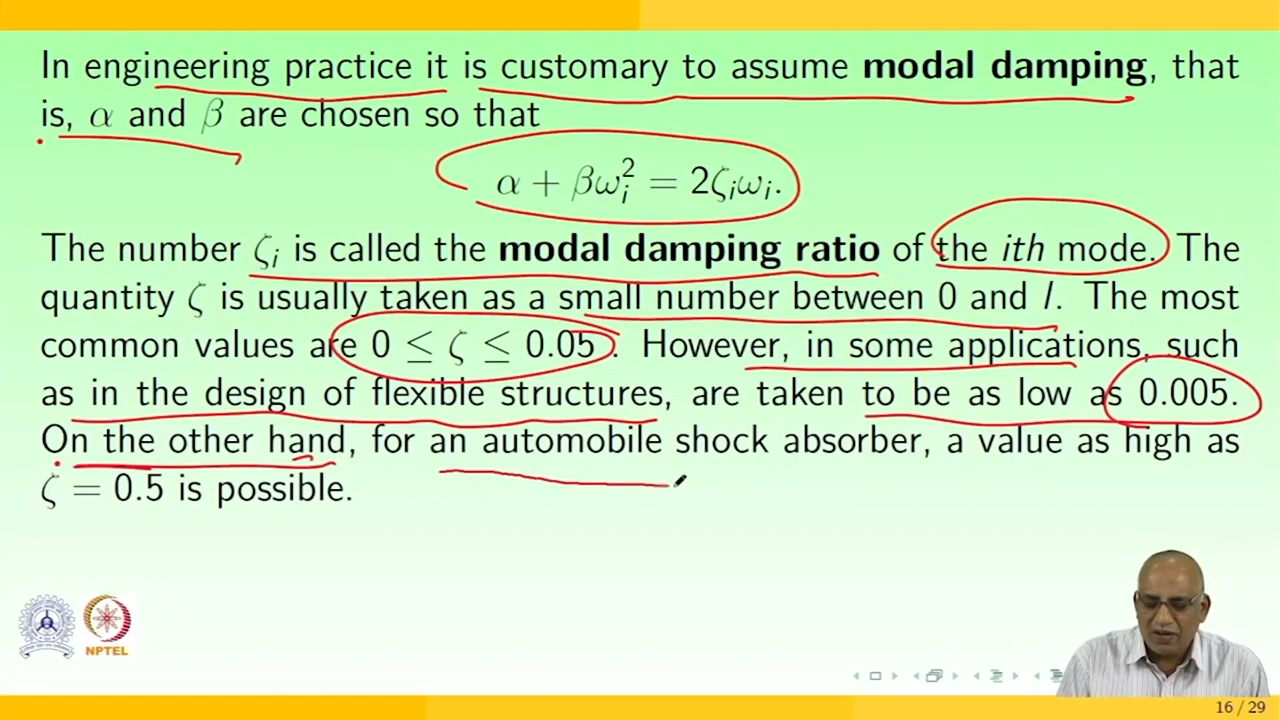 In engineering practice it is customary to assume modal damping, that
is, α and β are chosen so that
α + βω_i^2 = 2ζ_iω_i.
The number ζ_i is called the modal damping ratio of the ith mode. The
quantity ζ is usually taken as a small number between 0 and l. The most
common values are 0 ≤ ζ ≤ 0.05 . However, in some applications, such
as in the design of flexible structures, are taken to be as low as 0.005.
On the other hand, for an automobile shock absorber, a value as high as
ζ = 0.5 is possible.
NPTEL
16 / 29